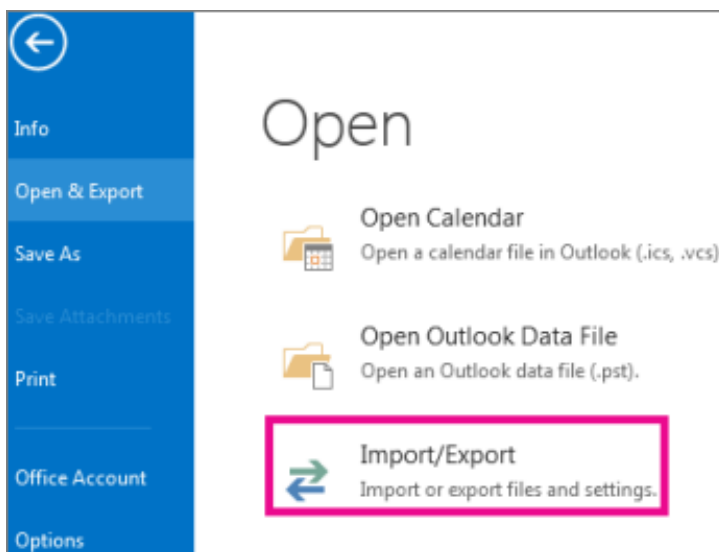 Info
Open & Export
Save As
Save Attachments
Print
Office Account
Options
Open
Open Calendar
Open a calendar file in Outlook (.ics, .vcs)
Open Outlook Data File
Open an Outlook data file (.pst).
Import/Export
Import or export files and settings.